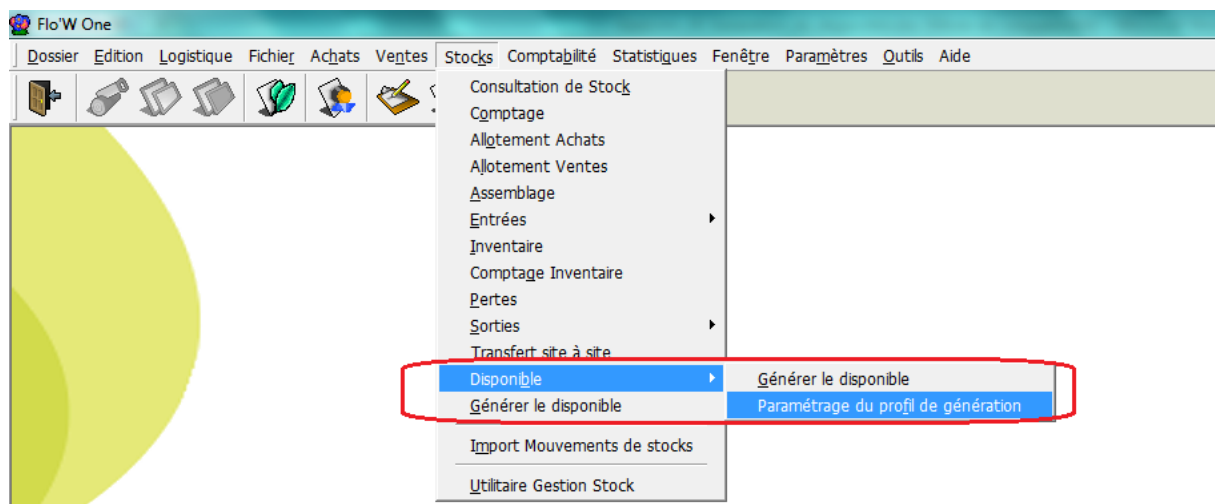 Flo'W One
Dossier Edition Logistique Fichier Achats Ventes Stocks Comptabilité Statistiques Fenêtre Paramètres Outils Aide
Consultation de Stock
Comptage
Allotement Achats
Allotement Ventes
Assemblage
Entrées
Inventaire
Comptage Inventaire
Pertes
Sorties
Transfert site à site
Disponible Générer le disponible
Générer le disponible Paramétrage du profil de génération
Import Mouvements de stocks
Utilitaire Gestion Stock